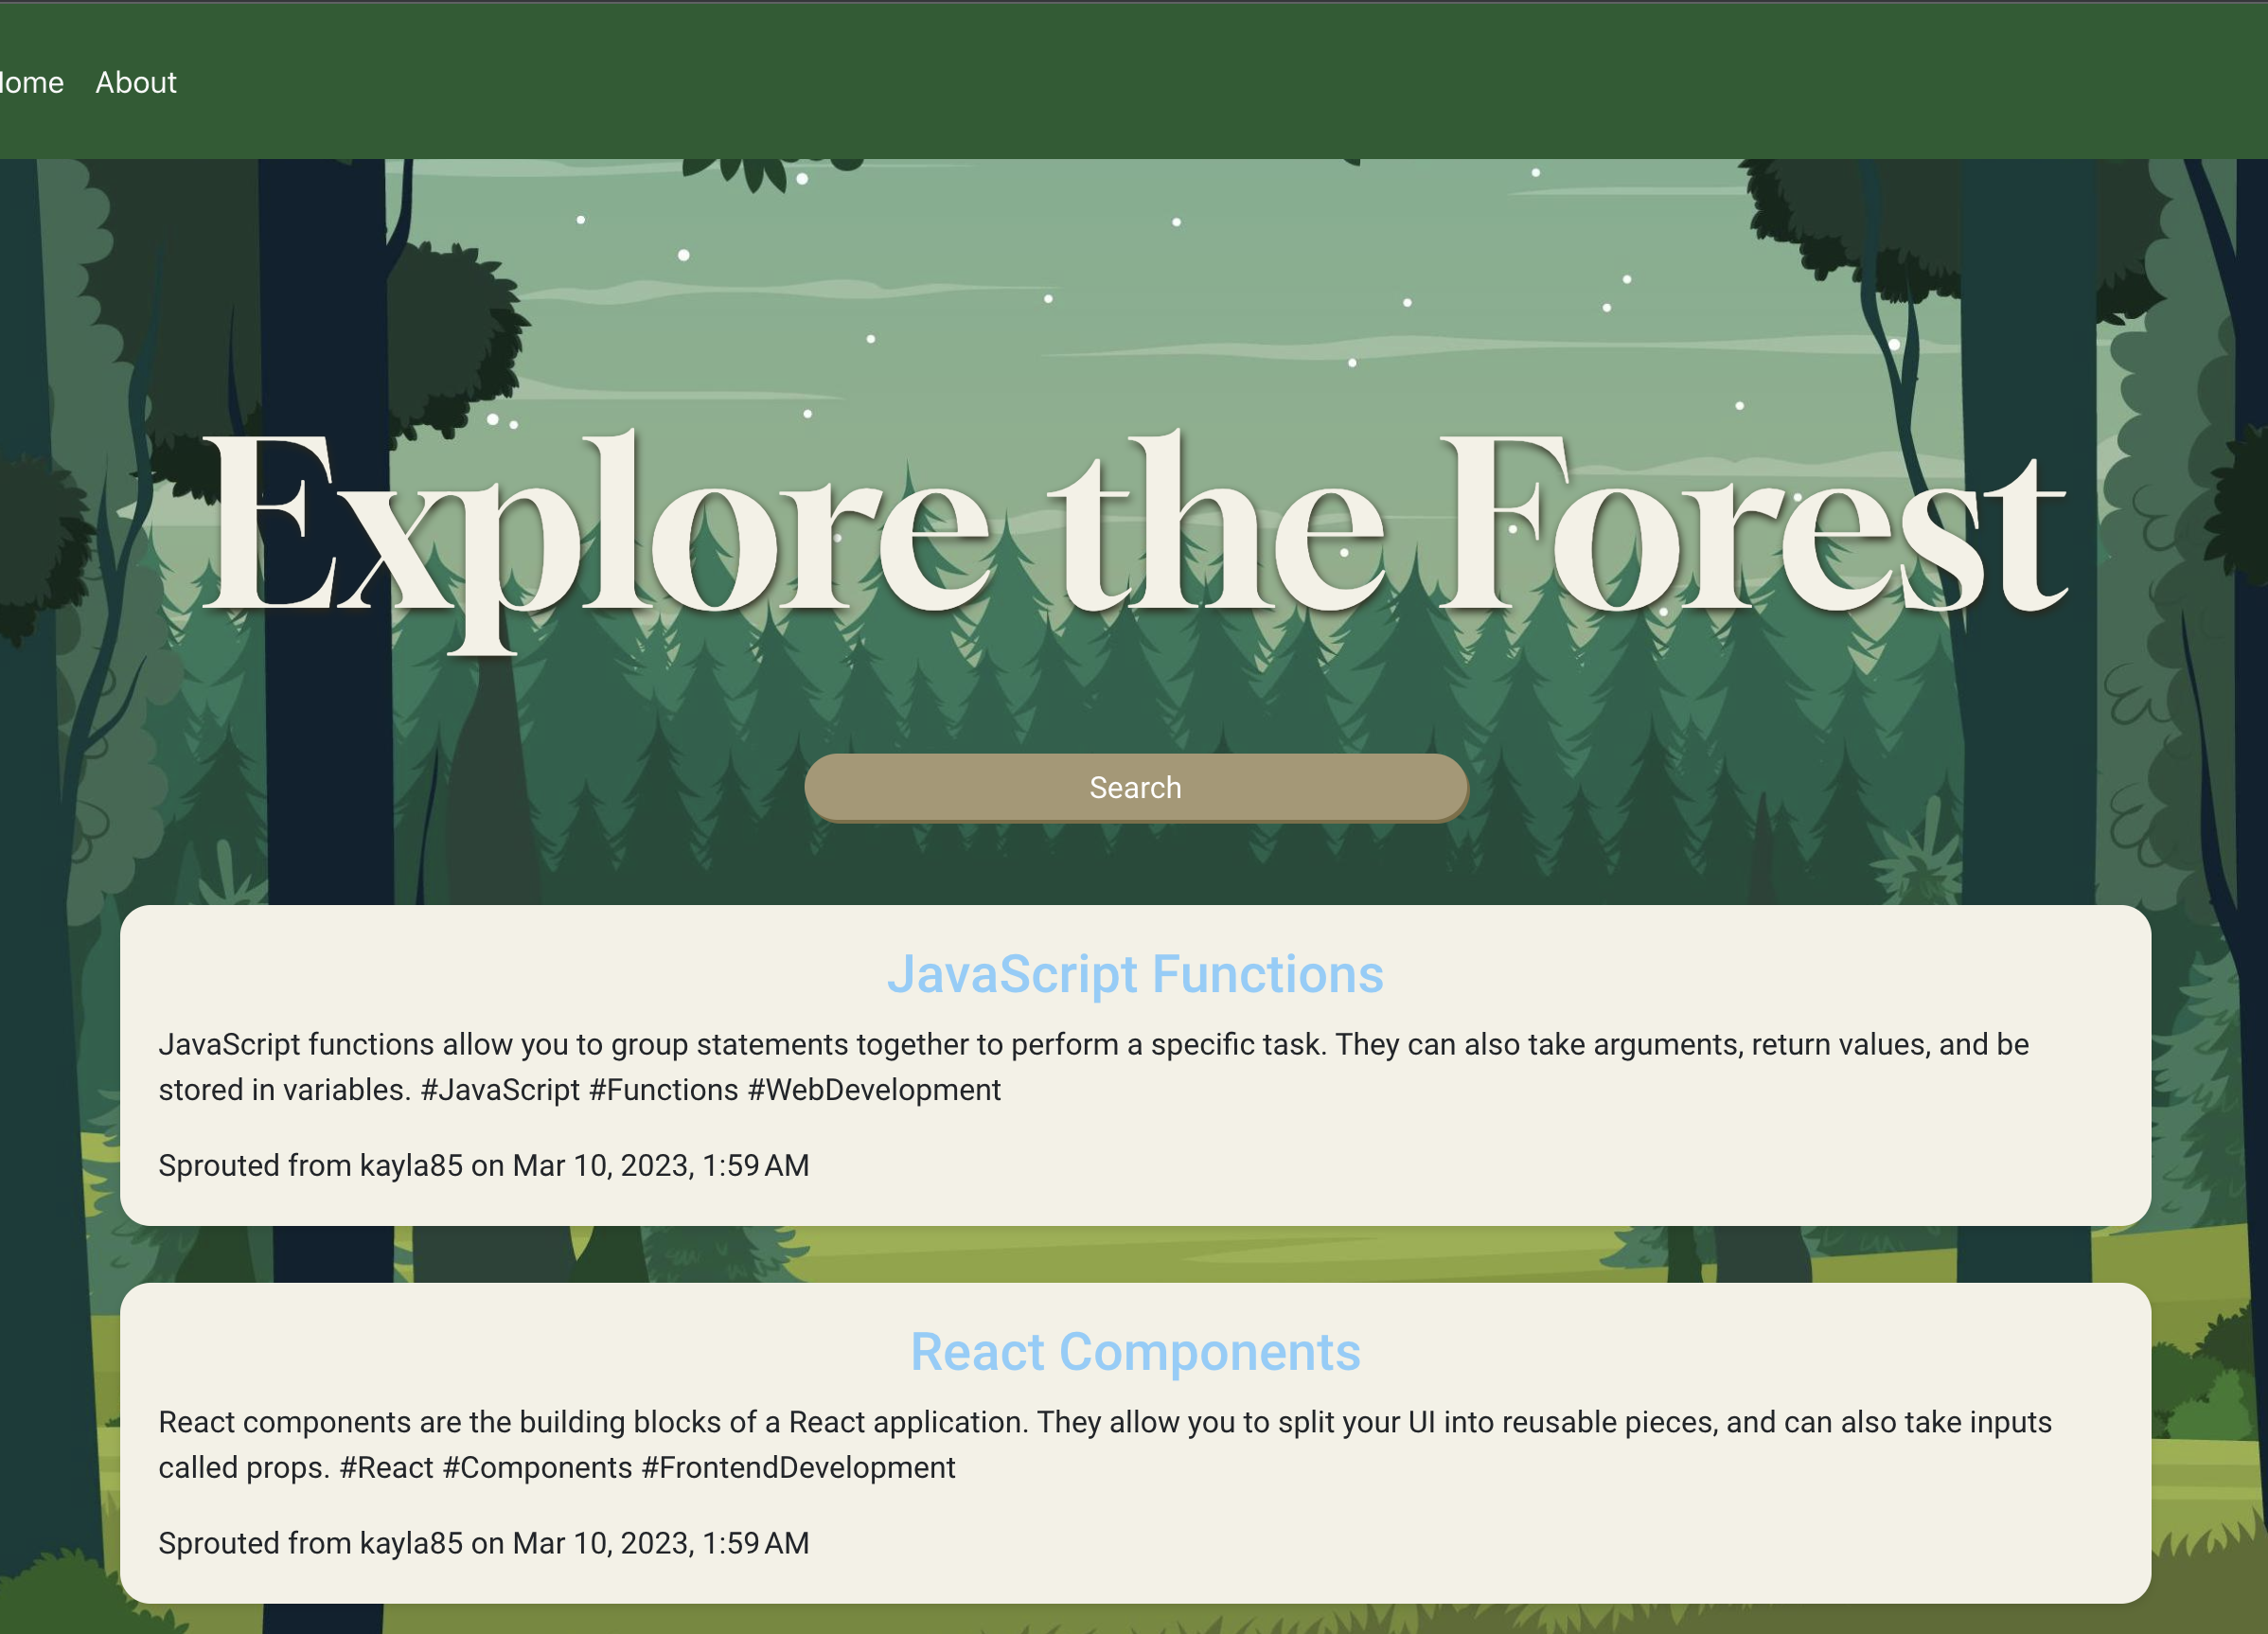 ome About
Explore the Forest
Search
JavaScript Functions
JavaScript functions allow you to group statements together to perform a specific task. They can also take arguments, return values, and be
stored in variables. #JavaScript #Functions #WebDevelopment
Sprouted from kayla85 on Mar 10, 2023, 1:59 AM
React Components
React components are the building blocks of a React application. They allow you to split your UI into reusable pieces, and can also take inputs
called props. #React #Components #FrontendDevelopment
Sprouted from kayla85 on Mar 10, 2023, 1:59 AM